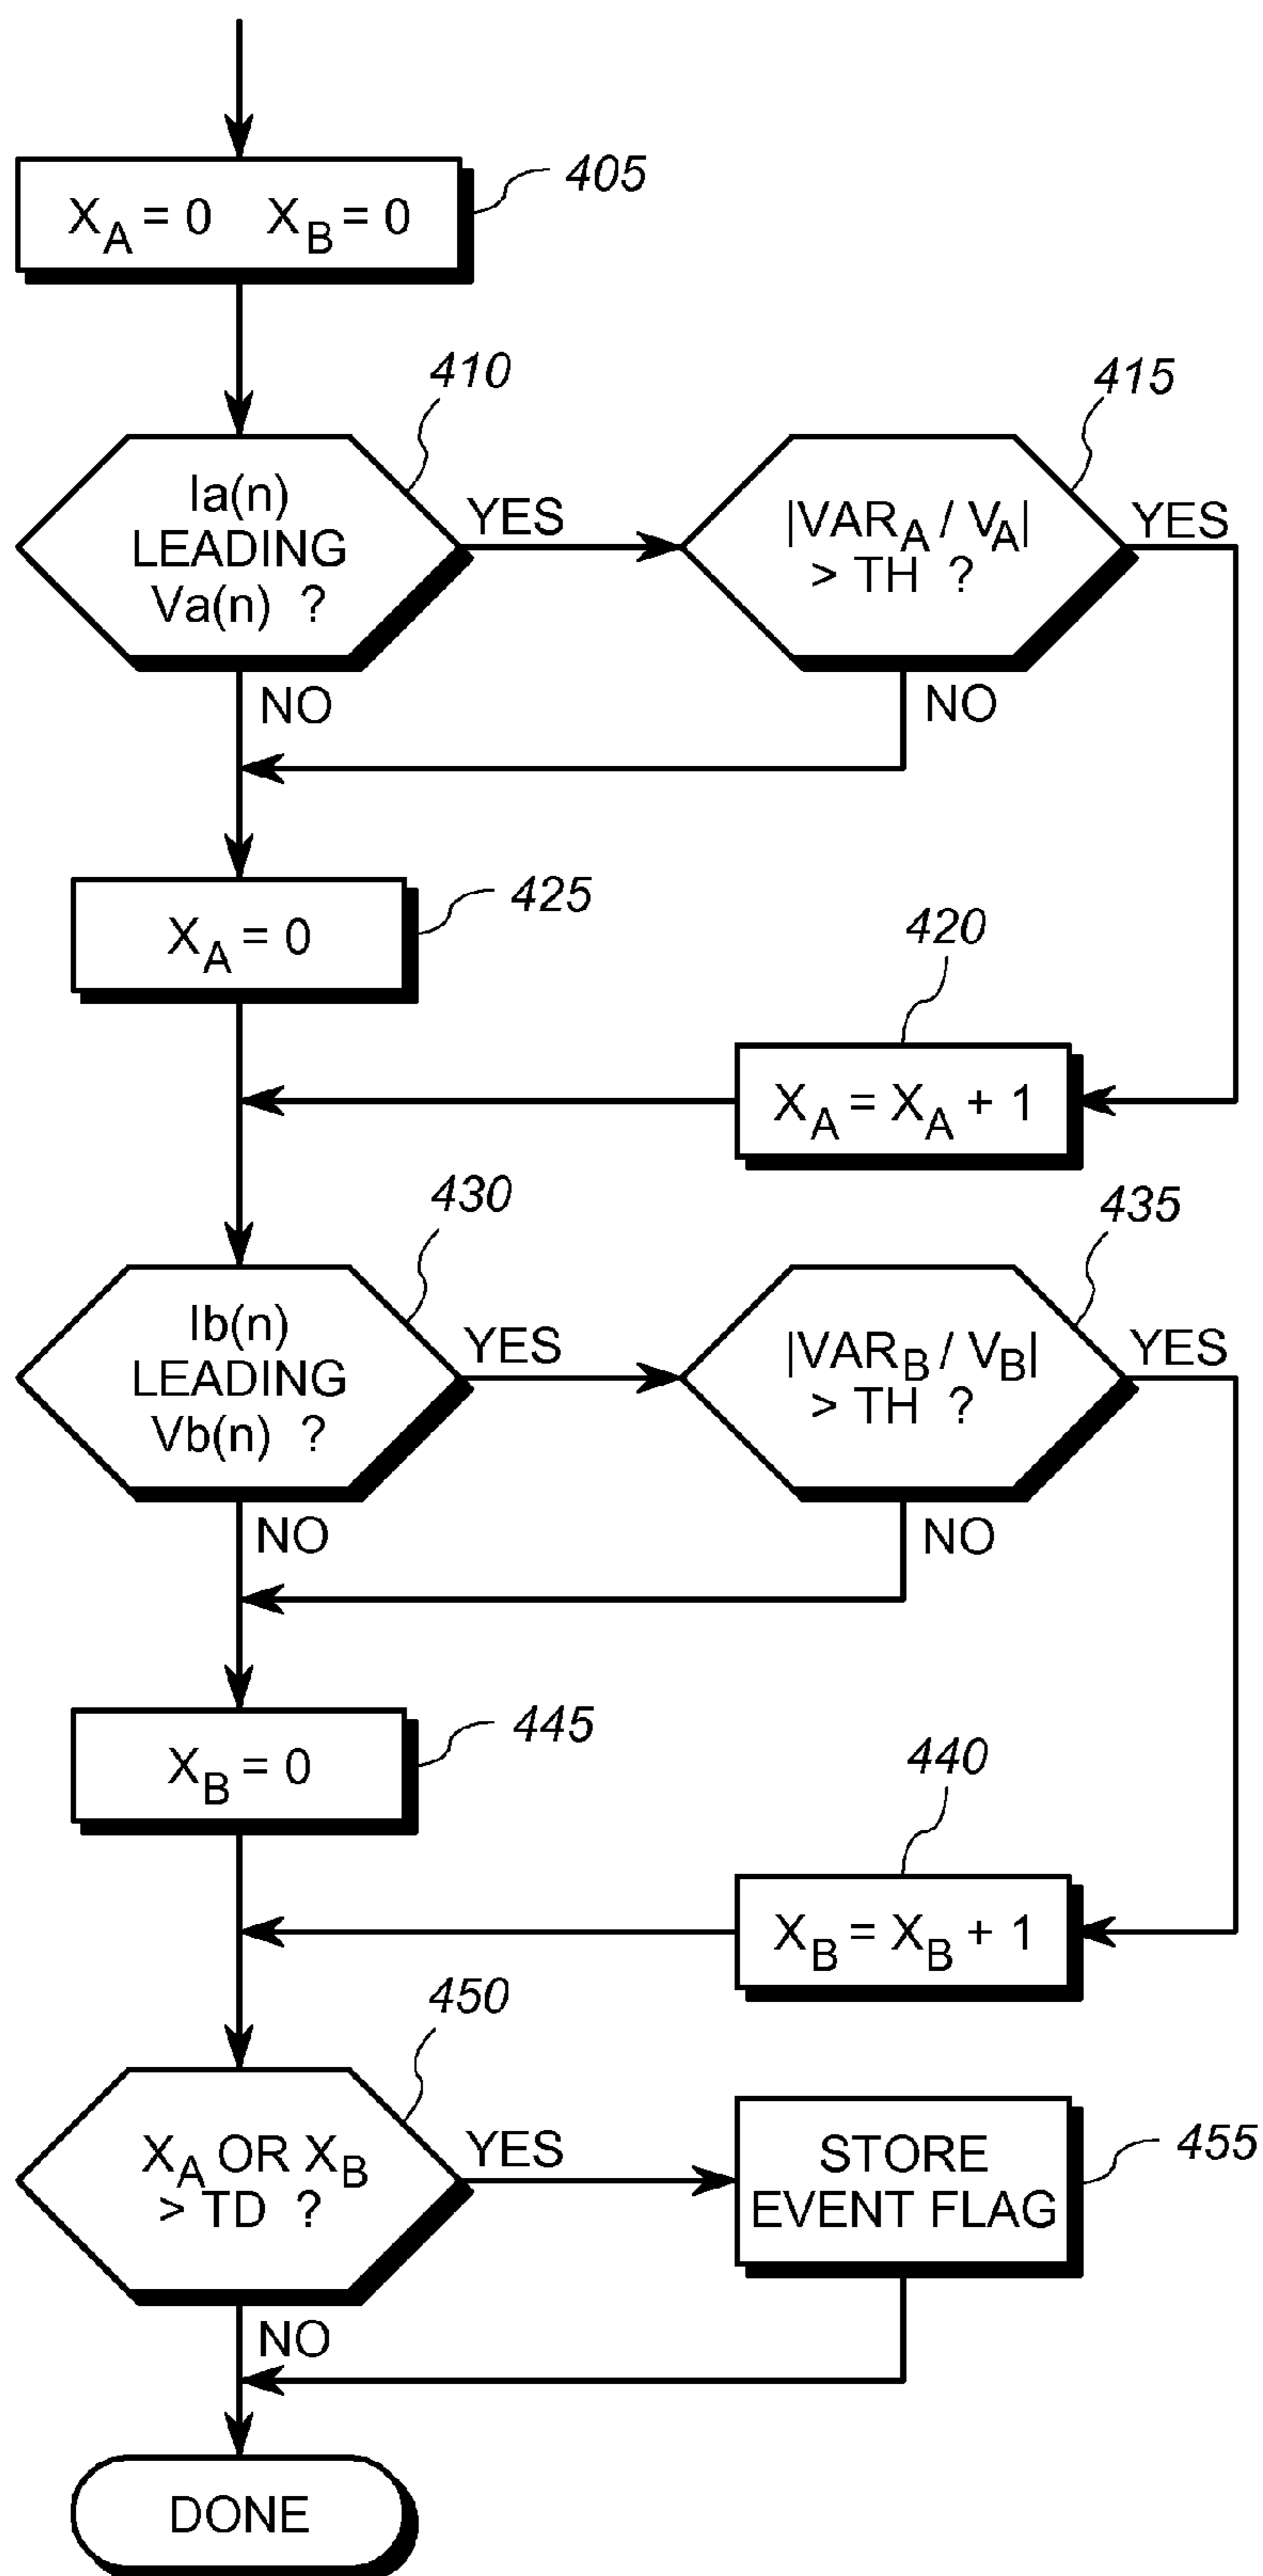 405
X_A = 0 X_B = 0
410
415
Ia(n)
LEADING
Va(n) ?
YES
|VAR_A / V_A|
> TH ?
YES
NO
NO
425
X_A = 0
420
X_A = X_A + 1
430
435
Ib(n)
LEADING
Vb(n) ?
YES
|VAR_B / V_B|
> TH ?
YES
NO
NO
445
X_B = 0
440
X_B = X_B + 1
450
X_A OR X_B
> TD ?
YES
STORE
EVENT FLAG
455
NO
DONE